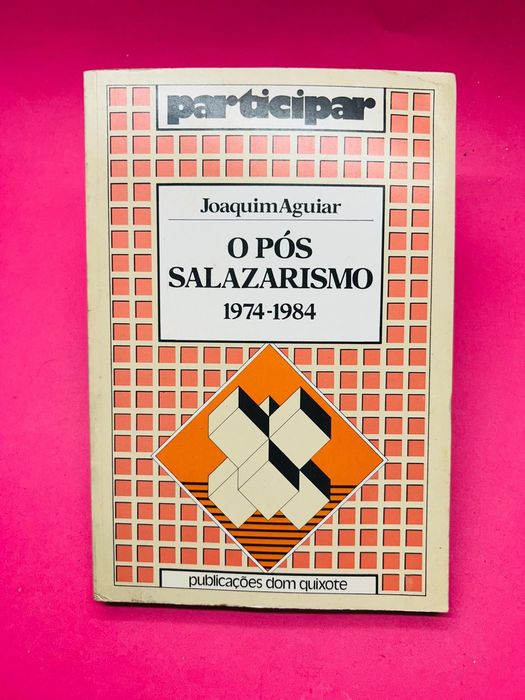 participar
Joaquim Aguiar
O PÓS
SALAZARISMO
1974-1984
publicações dom quixote